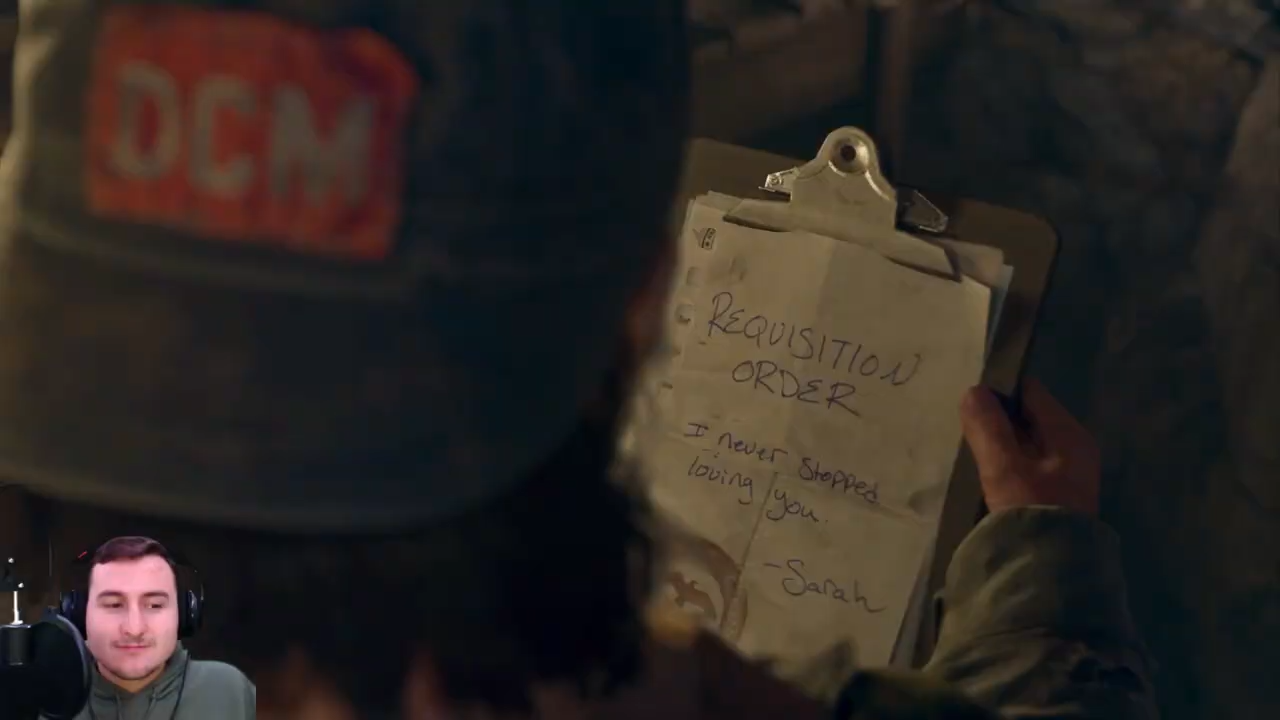 DCM
REQUISITION
ORDER
I never stopped
loving you.
-Sarah